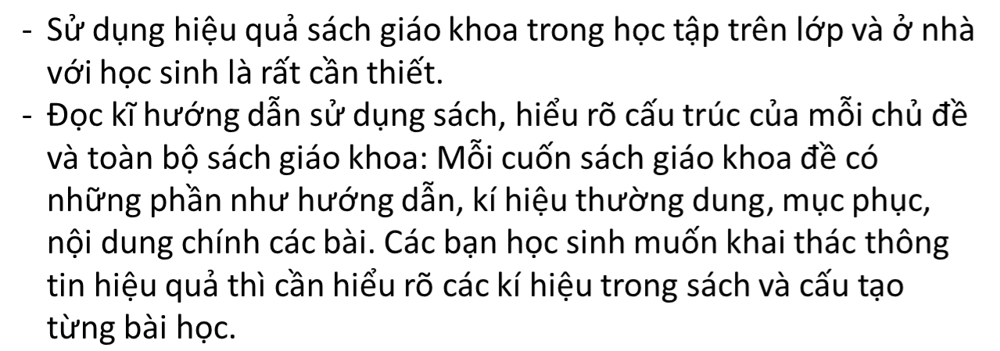 - Sử dụng hiệu quả sách giáo khoa trong học tập trên lớp và ở nhà
với học sinh là rất cần thiết.
- Đọc kĩ hướng dẫn sử dụng sách, hiểu rõ cấu trúc của mỗi chủ đề
và toàn bộ sách giáo khoa: Mỗi cuốn sách giáo khoa đề có
những phần như hướng dẫn, kí hiệu thường dung, mục phục,
nội dung chính các bài. Các bạn học sinh muốn khai thác thông
tin hiệu quả thì cần hiểu rõ các kí hiệu trong sách và cấu tạo
từng bài học.